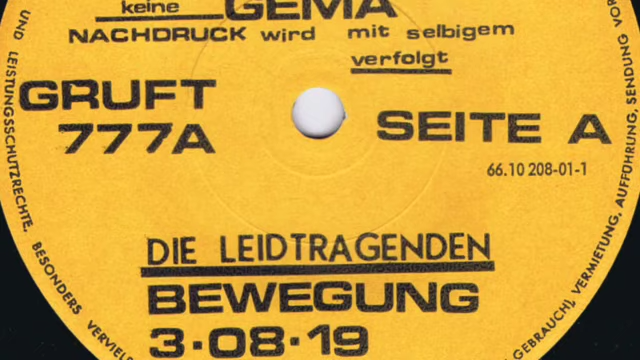 keine GEMA
NACHDRUCK wird mit selbigem
verfolgt
GRUFT
777A
SEITE A
66.10 208-01-1
DIE LEIDTRAGENDEN
BEWEGUNG
3·08·19
UND LEISTUNGSSCHUTZRECHTE. BESONDERS VERVIEL
GEBRAUCH), VERMIETUNG, AUFFÜHRUNG, SENDUNG VOR